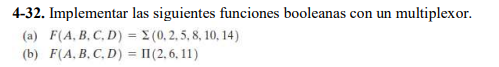 4-32. Implementar las siguientes funciones booleanas con un multiplexor.
(a) F(A, B, C, D) = Σ(0, 2, 5, 8, 10, 14)
(b) F(A, B, C, D) = Π(2, 6, 11)